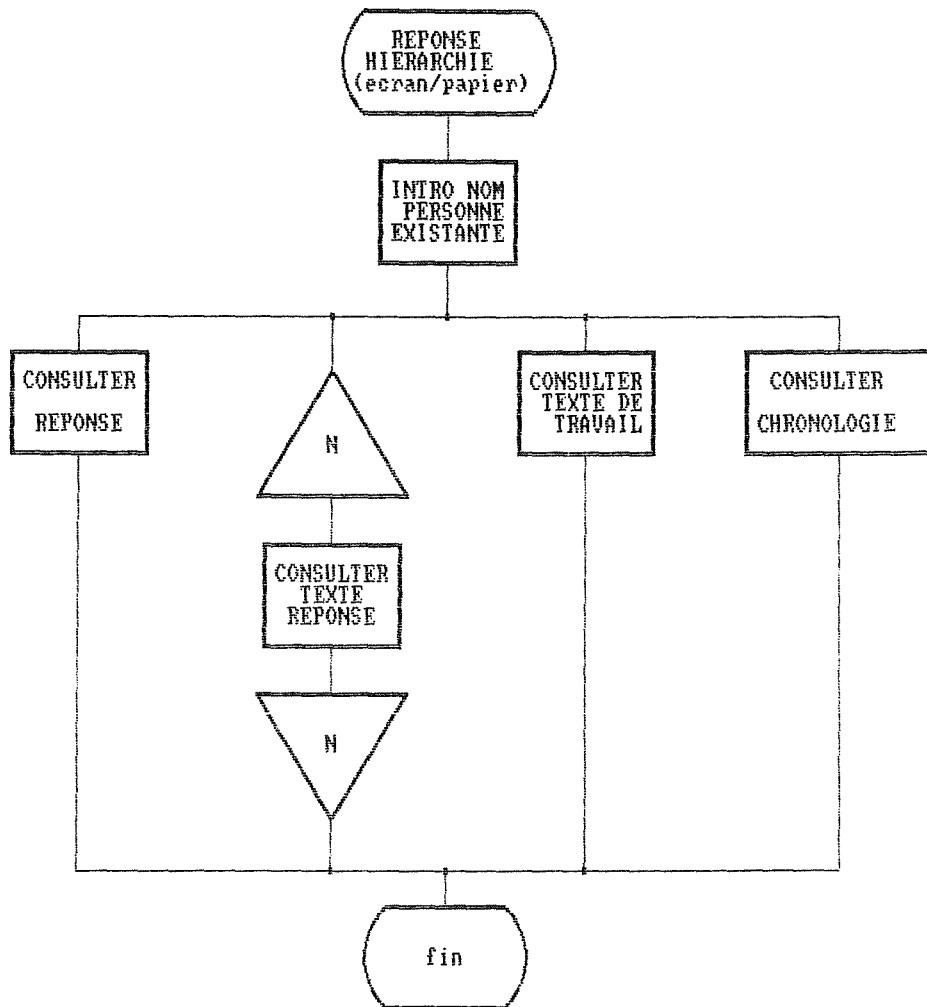 REPONSE
HIERARCHIE
(ecran/papier)
INTRO NOM
PERSONNE
EXISTANTE
CONSULTER
REPONSE
N
CONSULTER
TEXTE
REPONSE
N
CONSULTER
TEXTE DE
TRAVAIL
CONSULTER
CHRONOLOGIE
fin